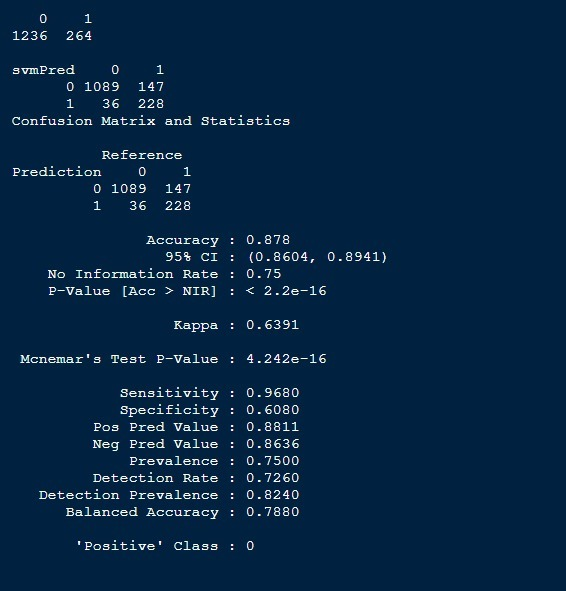 0    1
1236  264
svmPred    0    1
      0 1089  147
      1   36  228
Confusion Matrix and Statistics
          Reference
Prediction    0    1
         0 1089  147
         1   36  228
               Accuracy : 0.878
                 95% CI : (0.8604, 0.8941)
    No Information Rate : 0.75
    P-Value [Acc > NIR] : < 2.2e-16
                  Kappa : 0.6391
 Mcnemar's Test P-Value : 4.242e-16
            Sensitivity : 0.9680
            Specificity : 0.6080
         Pos Pred Value : 0.8811
         Neg Pred Value : 0.8636
             Prevalence : 0.7500
         Detection Rate : 0.7260
   Detection Prevalence : 0.8240
      Balanced Accuracy : 0.7880
       'Positive' Class : 0